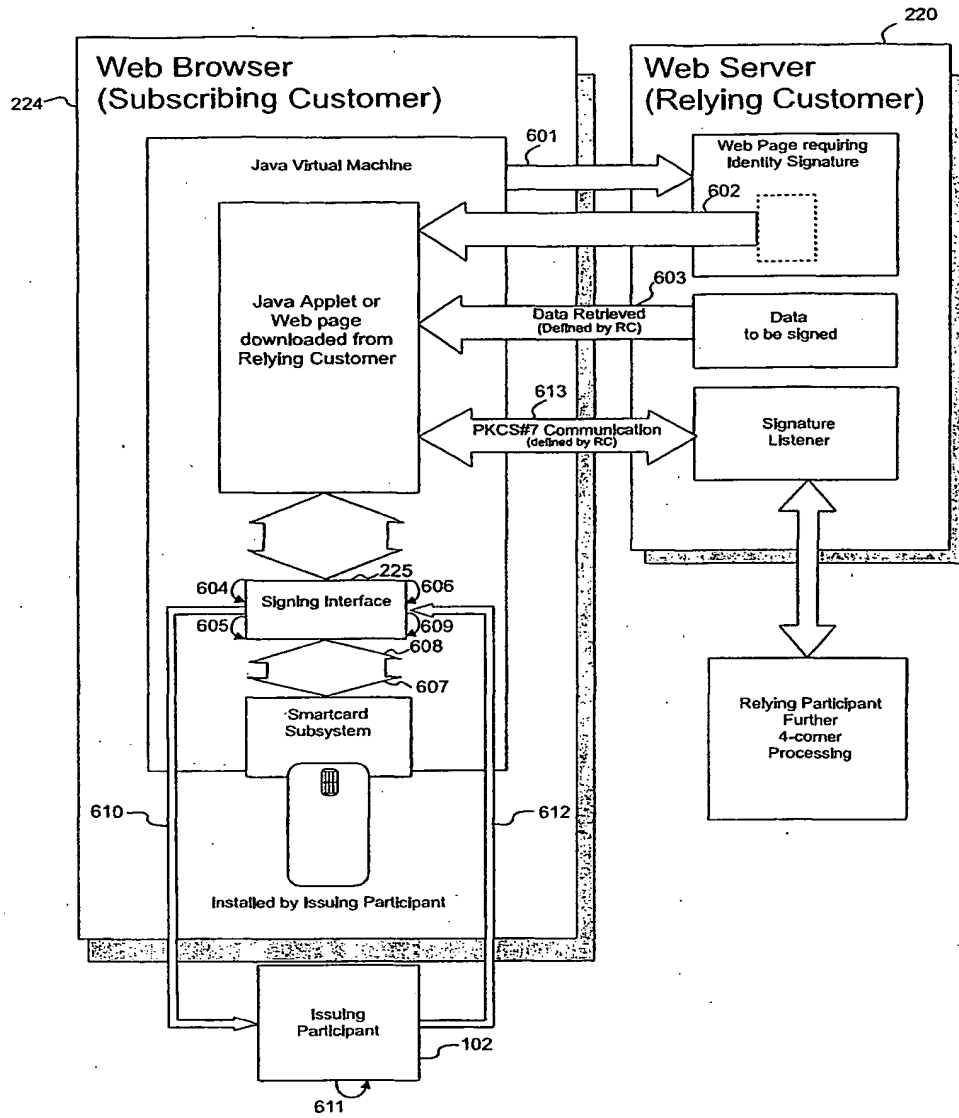 220
Web Browser
(Subscribing Customer)
224
Web Server
(Relying Customer)
601
Java Virtual Machine
Web Page requiring
Identity Signature
602
603
Java Applet or
Web page
downloaded from
Relying Customer
Data Retrieved
(Defined by RC)
Data
to be signed
613
PKCS#7 Communication
(defined by RC)
Signature
Listener
225
604
Signing Interface
606
605
609
608
607
Smartcard
Subsystem
Relying Participant
Further
4-corner
Processing
610
612
Installed by Issuing Participant
Issuing
Participant
102
611